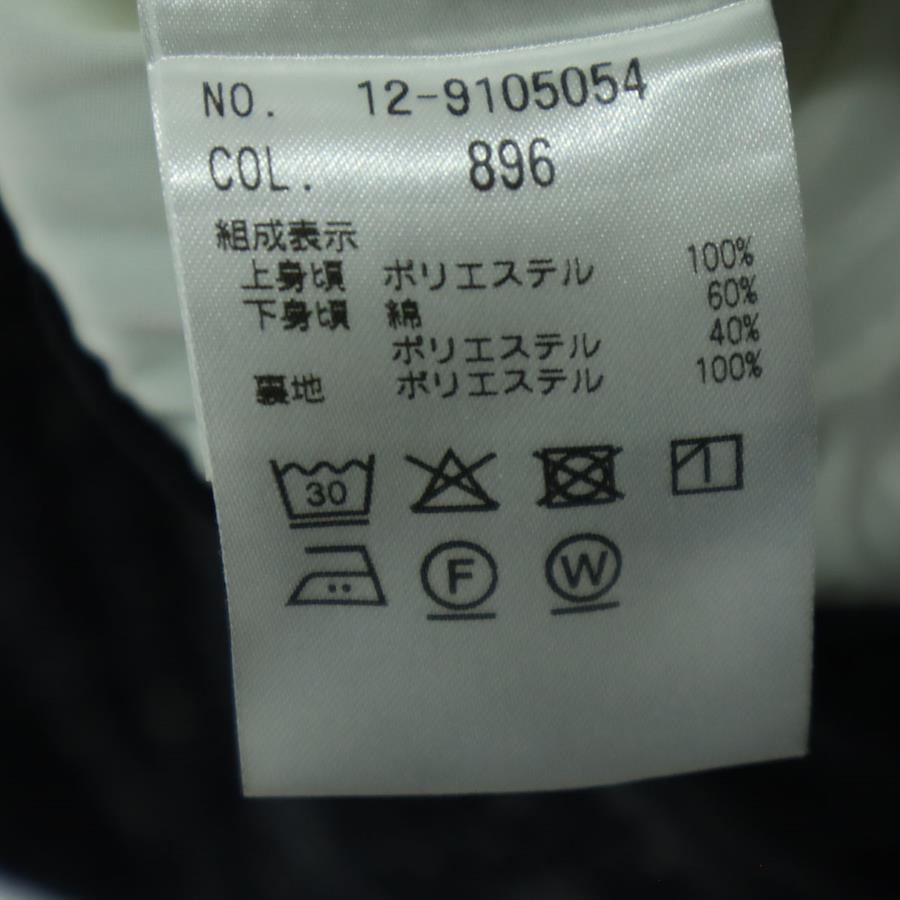 NO. 12-9105054
COL. 896
組成表示
上身頃 ポリエステル 100%
下身頃 綿 60%
ポリエステル 40%
裏地 ポリエステル 100%
30
F W